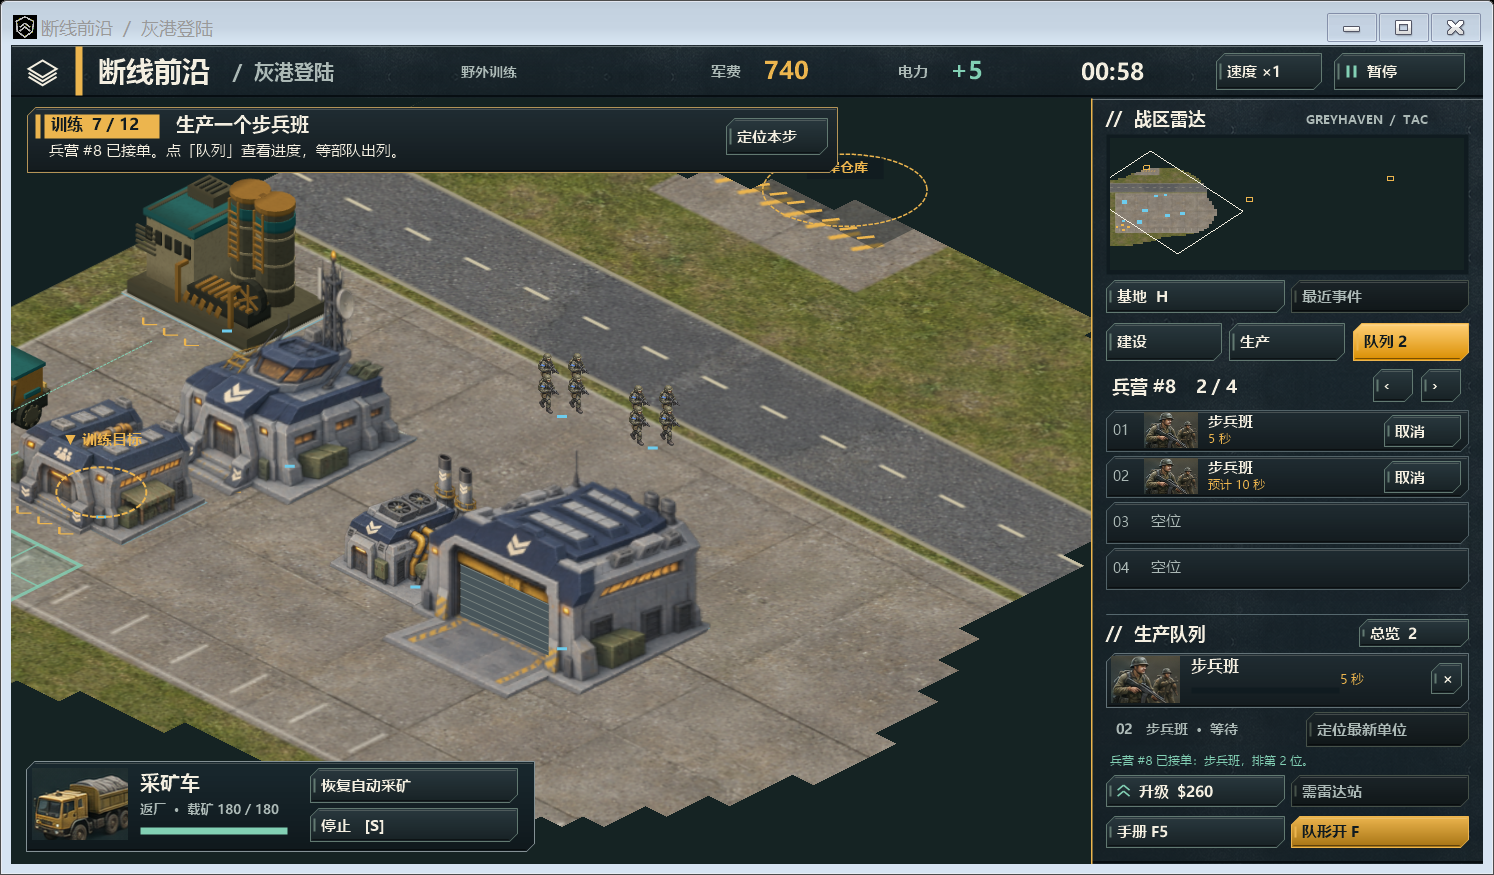 断线前沿 / 灰港登陆
断线前沿 / 灰港登陆
野外训练
军费 740
电力 +5
00:58
速度 ×1
暂停
训练 7 / 12 生产一个步兵班
兵营 #8 已接单。点「队列」查看进度，等部队出列。
定位本步
仓库
▼ 训练目标
// 战区雷达
GREYHAVEN / TAC
基地 H
最近事件
建设
生产
队列 2
兵营 #8 2 / 4
‹
›
01 步兵班
5 秒
取消
02 步兵班
预计 10 秒
取消
03 空位
04 空位
// 生产队列
总览 2
步兵班
5 秒
×
02 步兵班 • 等待
定位最新单位
兵营 #8 已接单：步兵班，排第 2 位。
升级 $260
需雷达站
手册 F5
队形开 F
采矿车
返厂 • 载矿 180 / 180
恢复自动采矿
停止 [S]